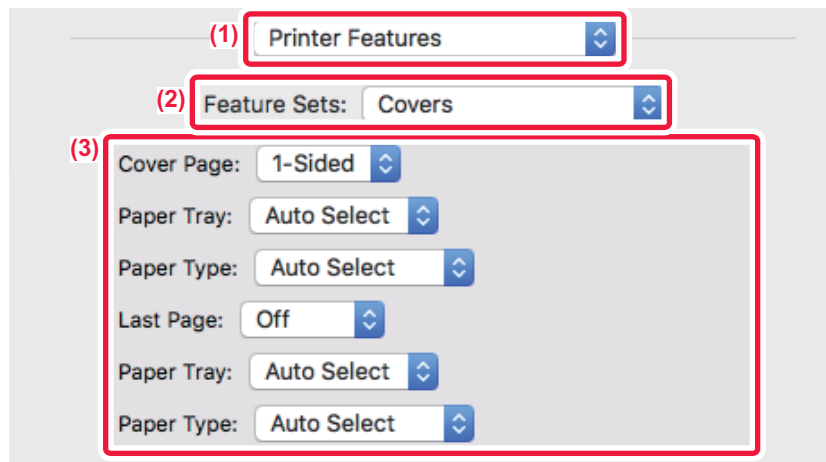 (1) Printer Features
(2) Feature Sets: Covers
(3)
Cover Page: 1-Sided
Paper Tray: Auto Select
Paper Type: Auto Select
Last Page: Off
Paper Tray: Auto Select
Paper Type: Auto Select